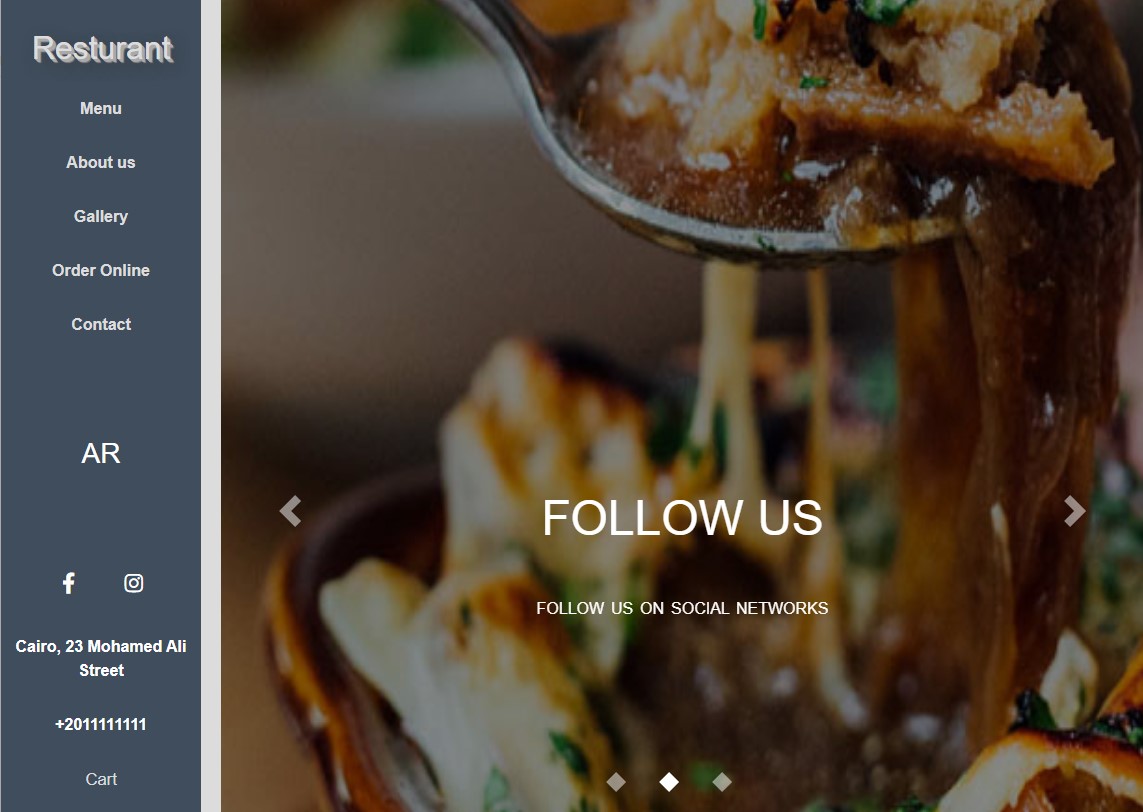 Resturant
Menu
About us
Gallery
Order Online
Contact
AR
Cairo, 23 Mohamed Ali
Street
+2011111111
Cart
FOLLOW US
FOLLOW US ON SOCIAL NETWORKS